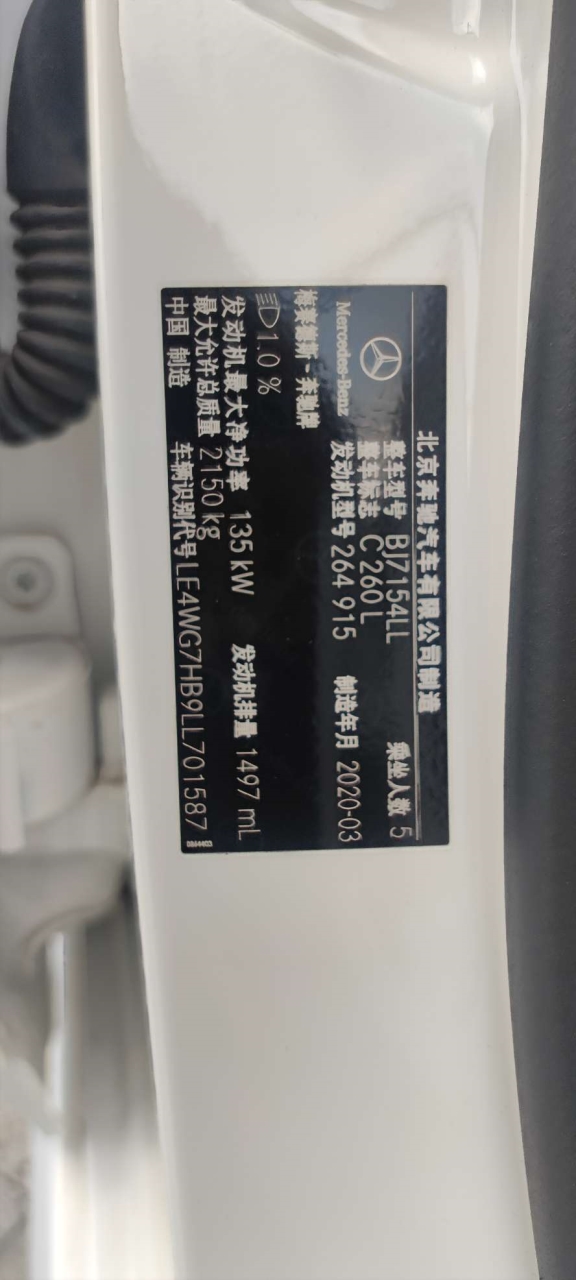 北京奔驰汽车有限公司制造
Mercedes-Benz
梅赛德斯-奔驰牌
整车型号 BJ7154LL 乘坐人数 5
整车标志 C 260 L
发动机型号 264 915 制造年月 2020-03
1.0 %
发动机最大净功率 135 kW 发动机排量 1497 mL
最大允许总质量 2150 kg
中国 制造 车辆识别代号 LE4WG7HB9LL701587